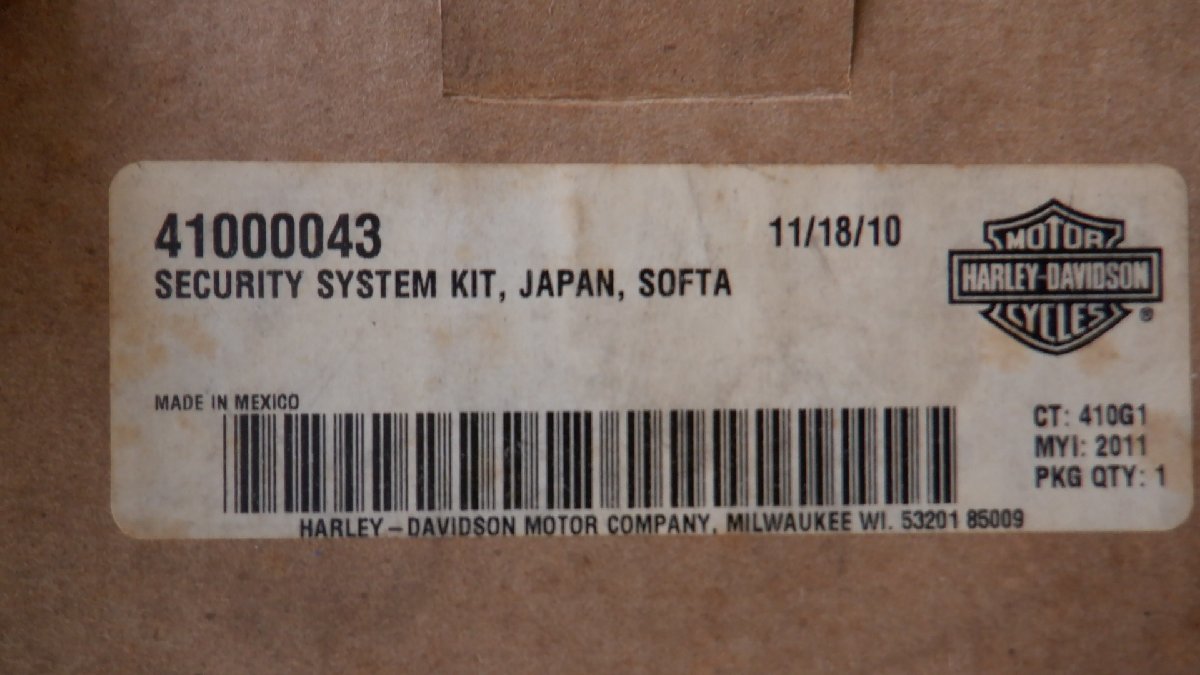 41000043
11/18/10
SECURITY SYSTEM KIT, JAPAN, SOFTA
MOTOR
HARLEY-DAVIDSON
CYCLES
®
MADE IN MEXICO
CT: 410G1
MYI: 2011
PKG QTY: 1
HARLEY-DAVIDSON MOTOR COMPANY, MILWAUKEE WI. 53201 85009